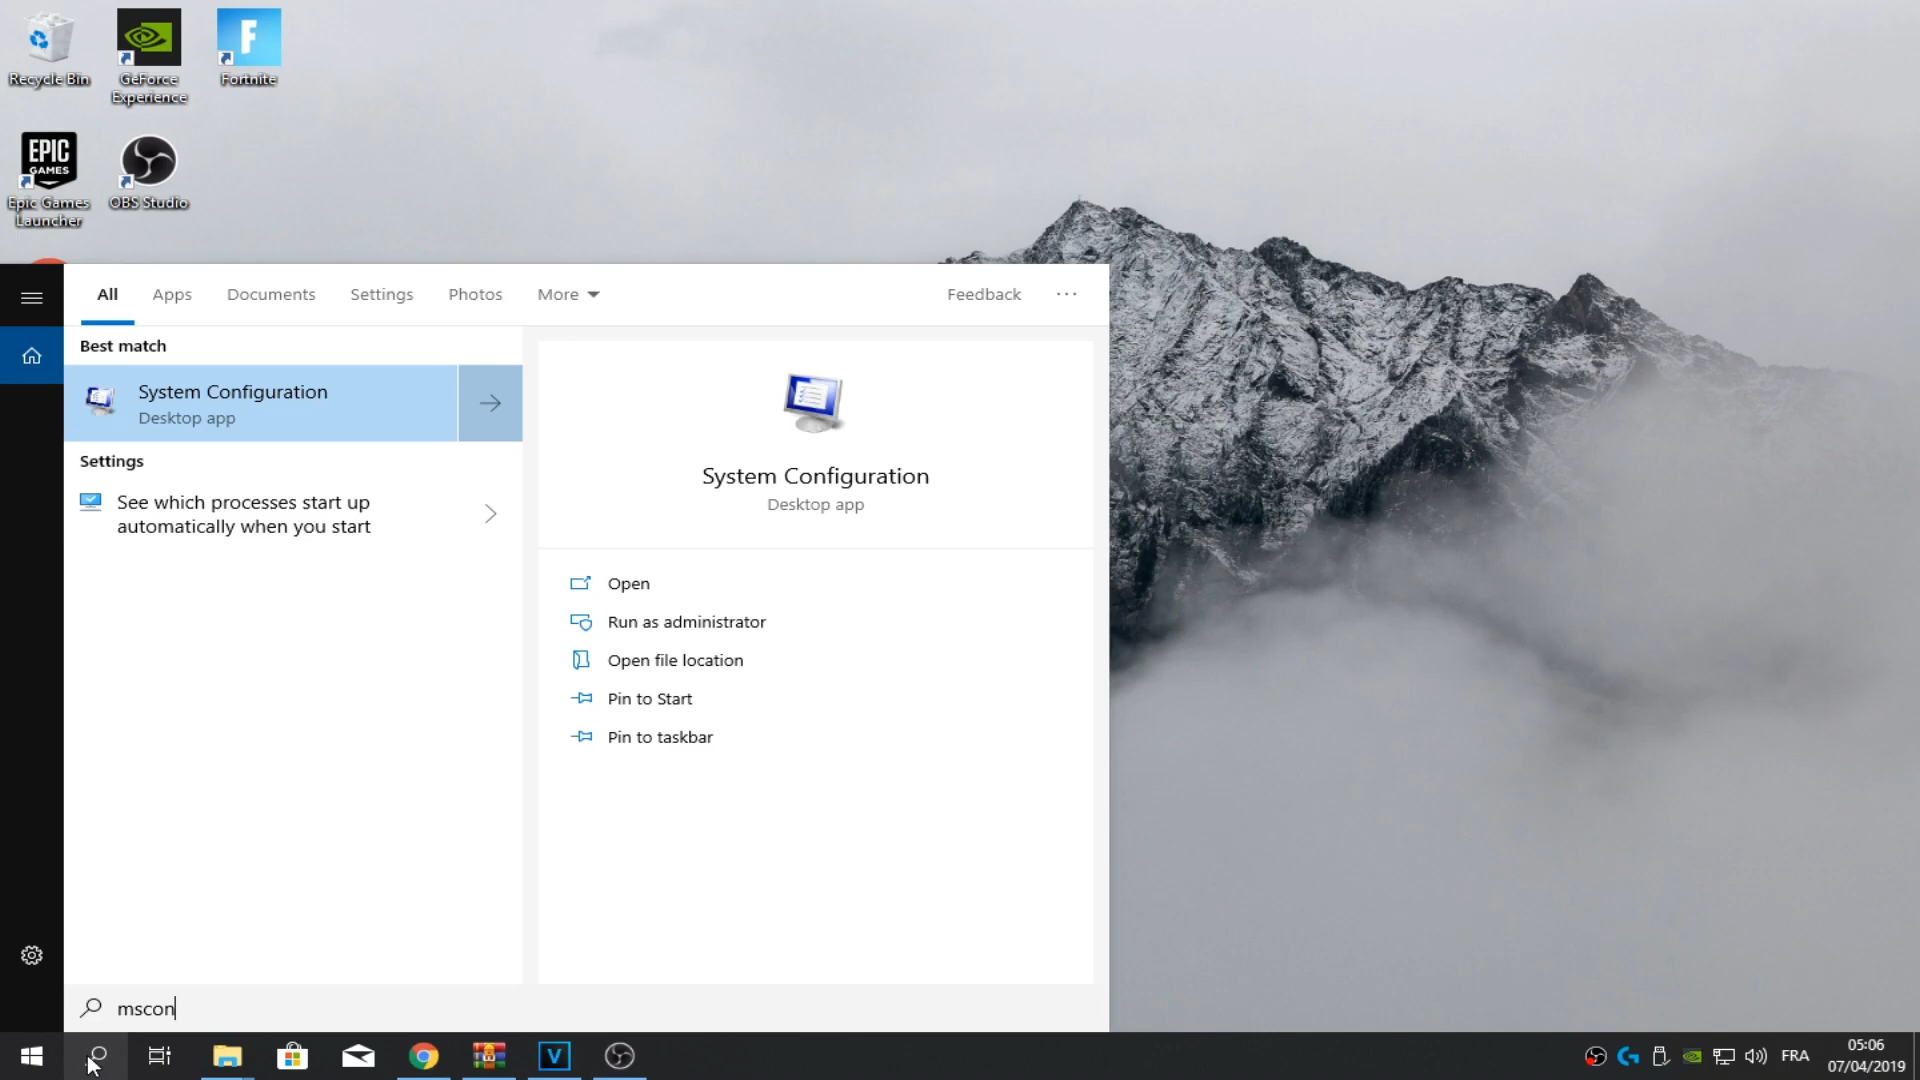 Recycle Bin
GeForce
Experience
Fortnite
EPIC
GAMES
Epic Games
Launcher
OBS Studio
All
Apps
Documents
Settings
Photos
More
Feedback
Best match
System Configuration
Desktop app
Settings
See which processes start up
automatically when you start
System Configuration
Desktop app
Open
Run as administrator
Open file location
Pin to Start
Pin to taskbar
mscon
FRA
05:06
07/04/2019